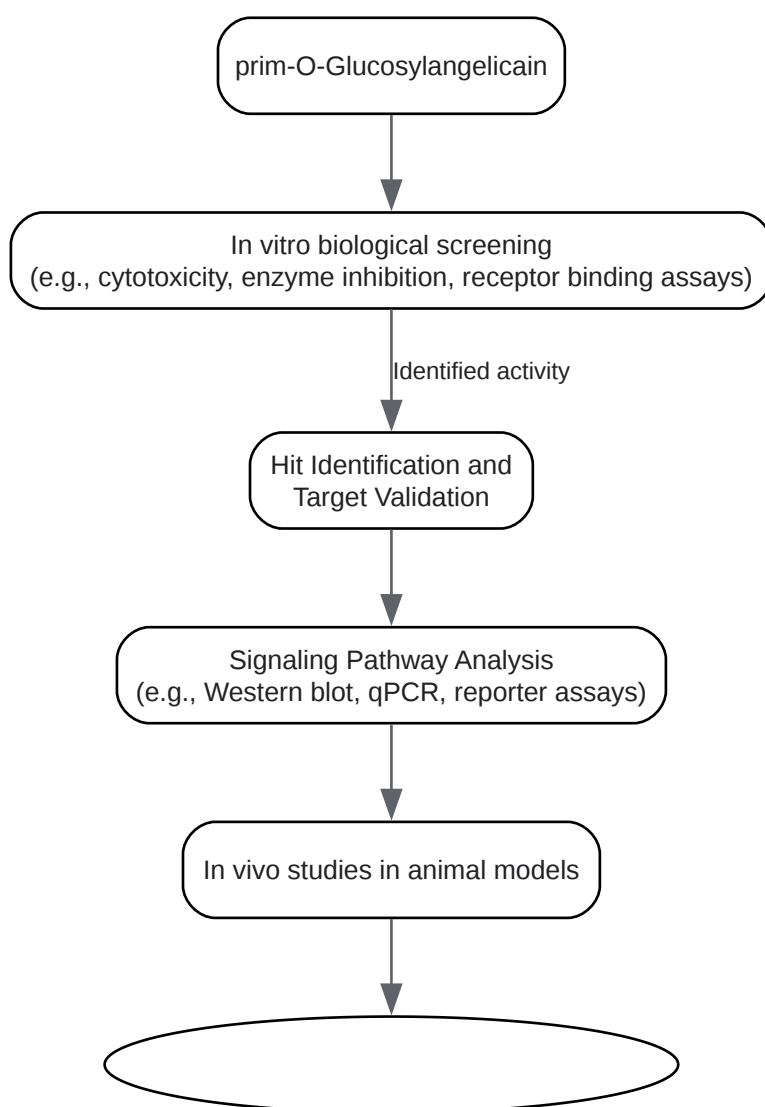 prim-O-Glucosylangelicain
In vitro biological screening
(e.g., cytotoxicity, enzyme inhibition, receptor binding assays)
Identified activity
Hit Identification and
Target Validation
Signaling Pathway Analysis
(e.g., Western blot, qPCR, reporter assays)
In vivo studies in animal models